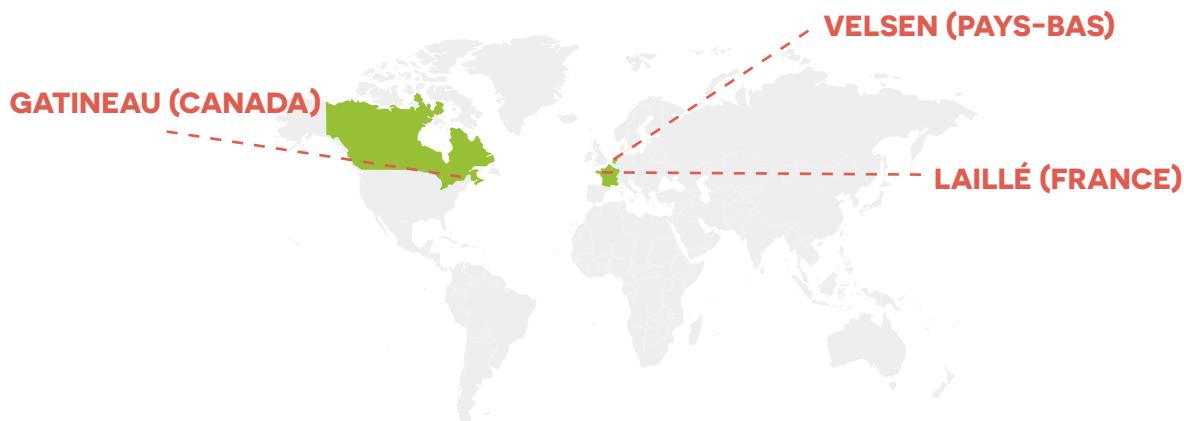 VELSEN (PAYS-BAS)
GATINEAU (CANADA)
LAILLÉ (FRANCE)